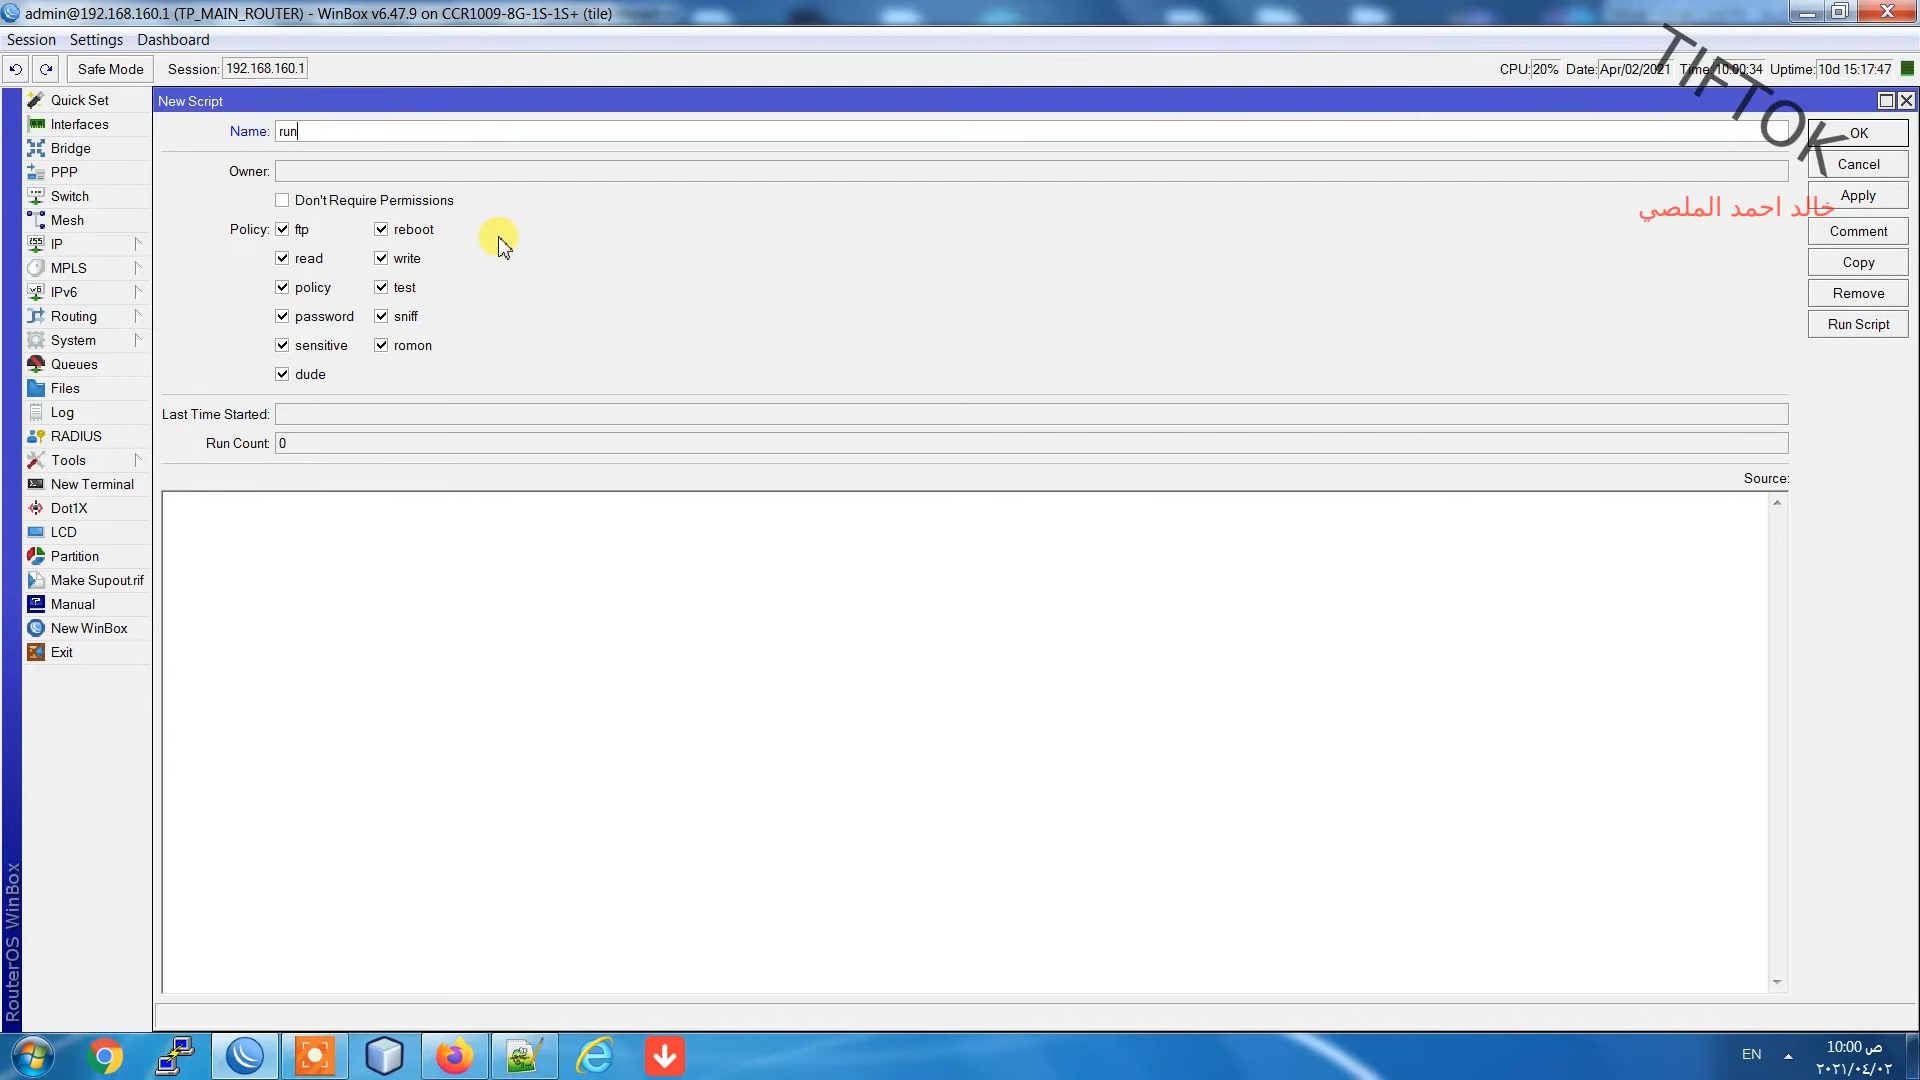 admin@192.168.160.1 (TP_MAIN_ROUTER) - WinBox v6.47.9 on CCR1009-8G-1S-1S+ (tile)
Session Settings Dashboard
Safe Mode Session: 192.168.160.1 CPU: 20% Date: Apr/02/2021 Time: 10:00:34 Uptime: 10d 15:17:47
TIFTOK
خالد احمد الملصي
Quick Set
Interfaces
Bridge
PPP
Switch
Mesh
IP
MPLS
IPv6
Routing
System
Queues
Files
Log
RADIUS
Tools
New Terminal
Dot1X
LCD
Partition
Make Supout.rif
Manual
New WinBox
Exit
RouterOS WinBox
New Script
Name: run
Owner:
Don't Require Permissions
Policy: ftp reboot
read write
policy test
password sniff
sensitive romon
dude
Last Time Started:
Run Count: 0
Source:
OK
Cancel
Apply
Comment
Copy
Remove
Run Script
EN
10:00 ص
٢٠٢١/٠٤/٠٢